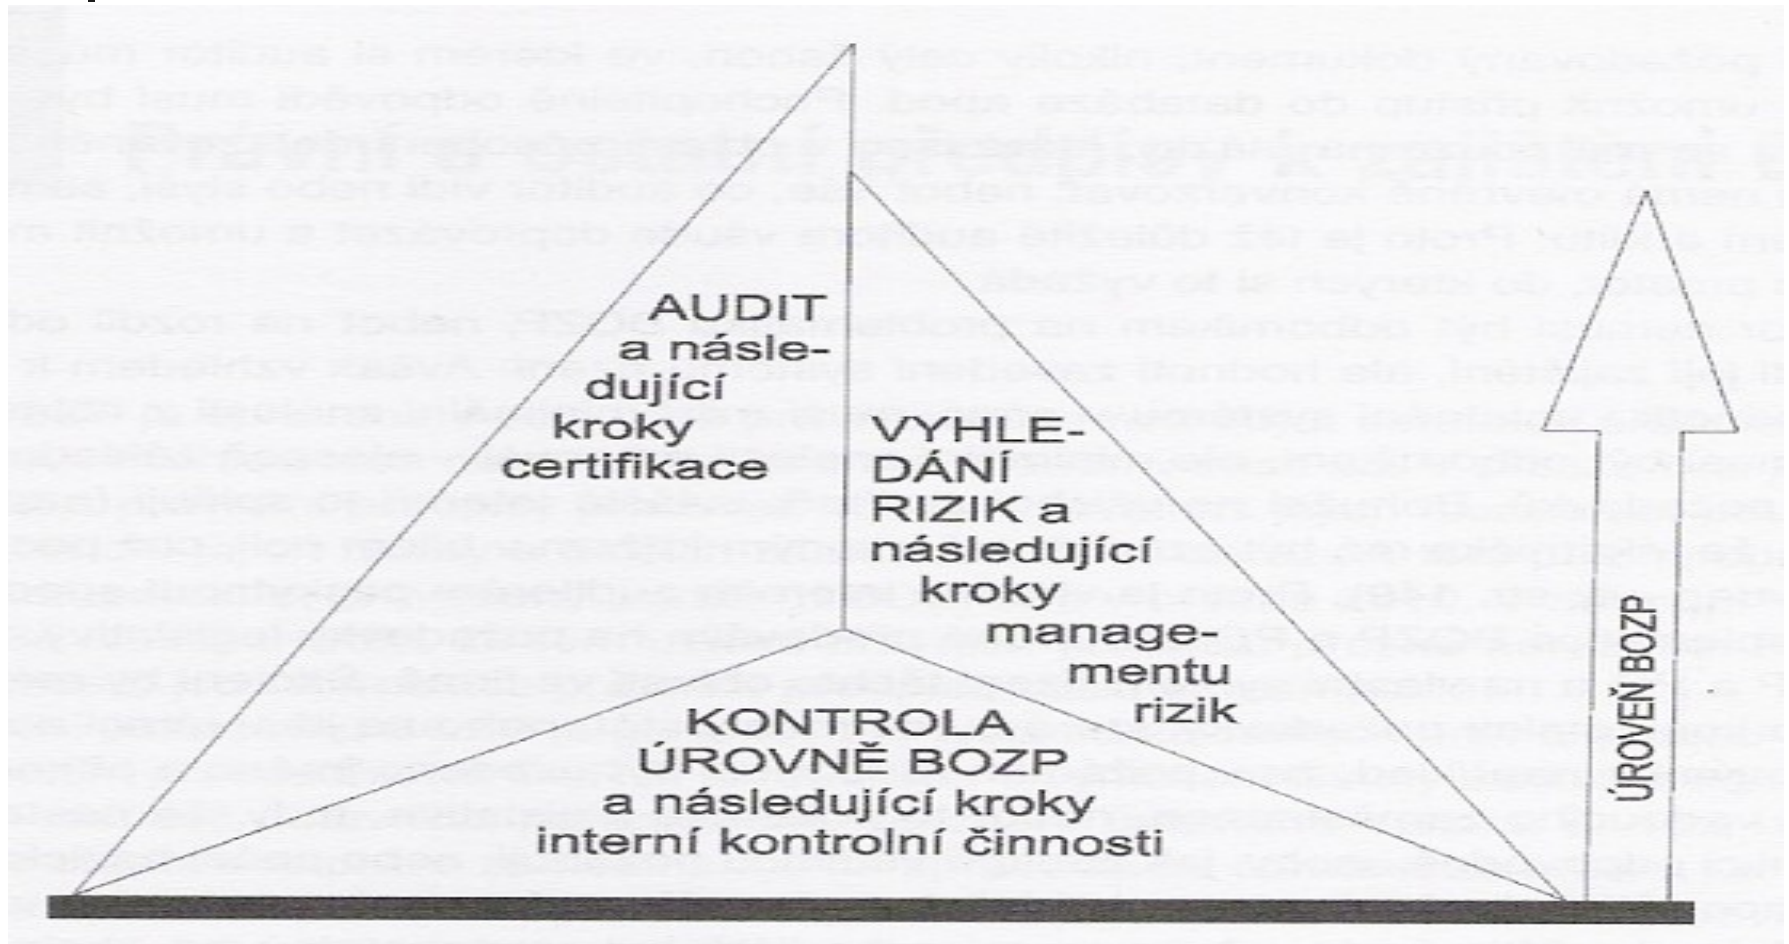 AUDIT
a násle-
dující
kroky
certifikace
VYHLE-
DÁNÍ
RIZIK a
následující
kroky
manage-
mentu
rizik
KONTROLA
ÚROVNĚ BOZP
a následující kroky
interní kontrolní činnosti
ÚROVEŇ BOZP